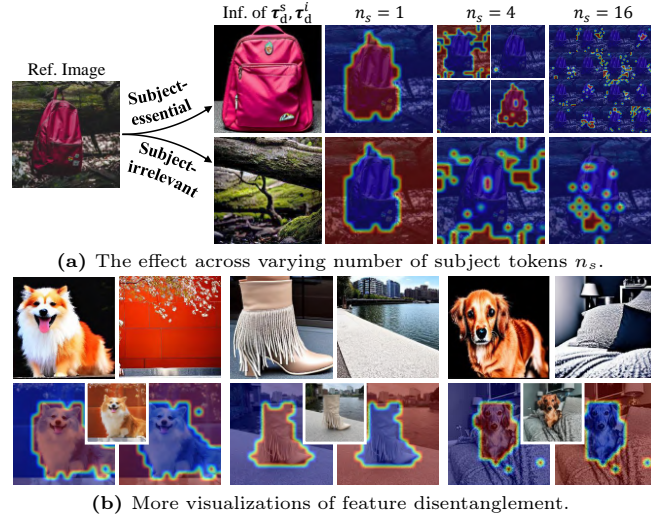 Inf. of τ_d^s, τ_d^i
n_s = 1
n_s = 4
n_s = 16
Ref. Image
Subject-
essential
Subject-
irrelevant
(a) The effect across varying number of subject tokens n_s.
(b) More visualizations of feature disentanglement.